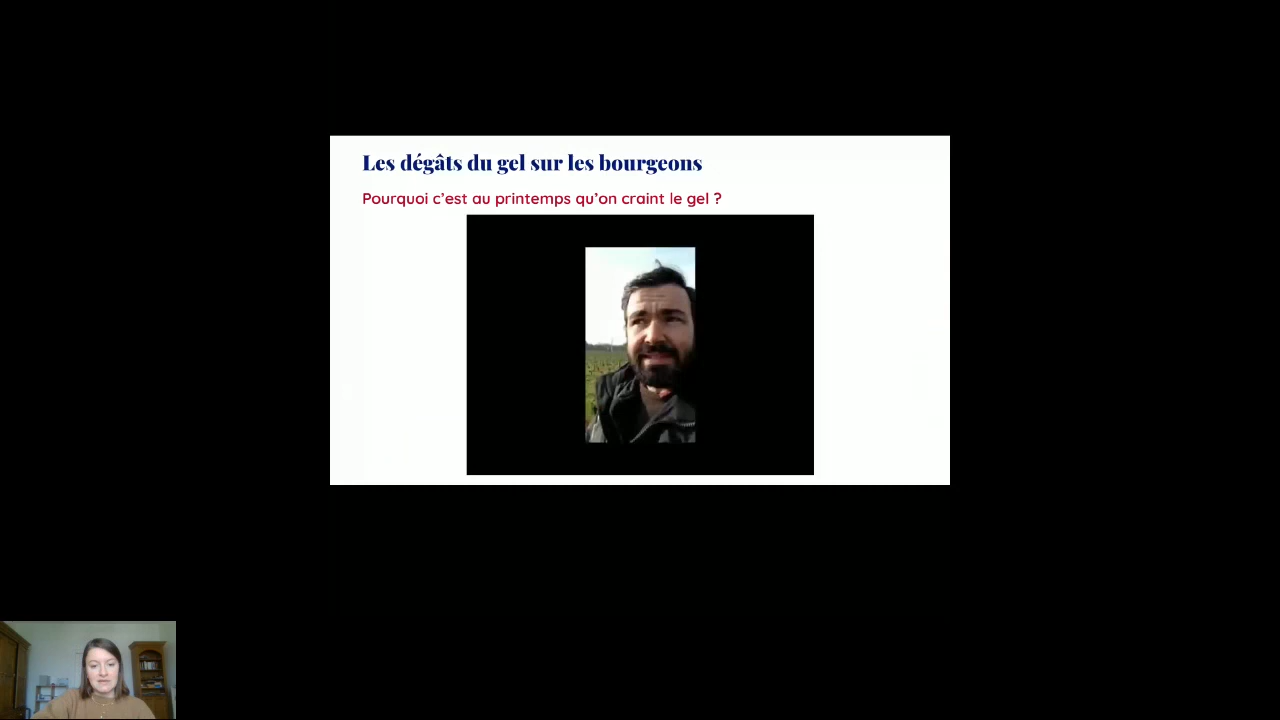 Les dégâts du gel sur les bourgeons
Pourquoi c’est au printemps qu’on craint le gel ?